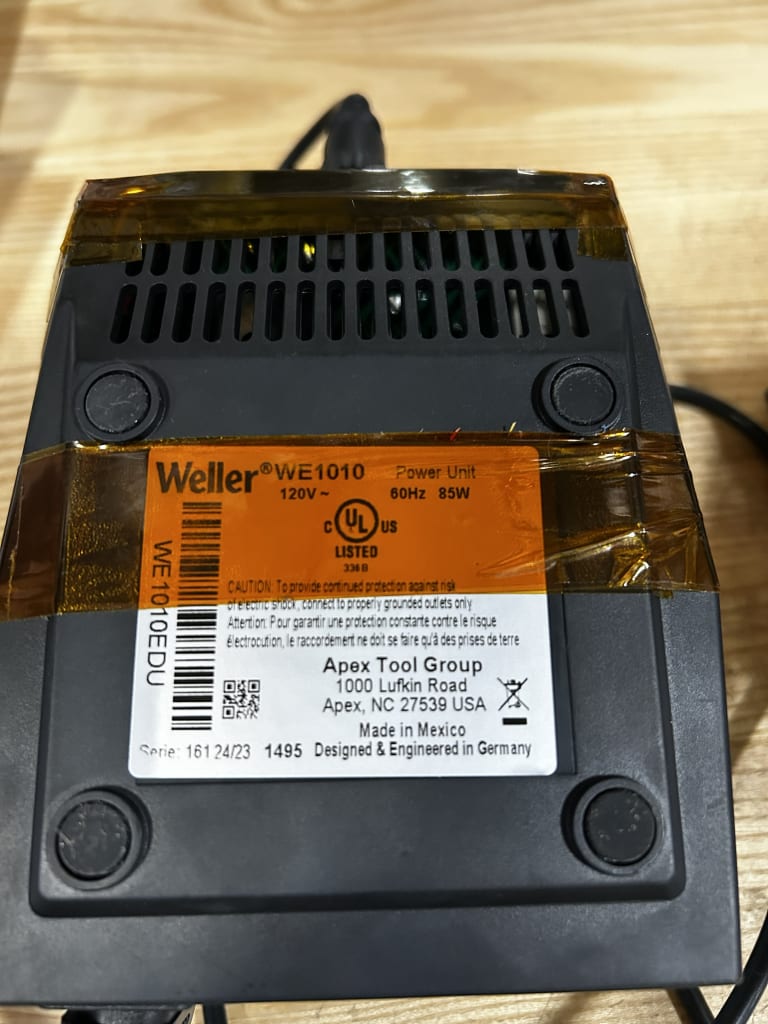 Weller® WE1010 Power Unit
120V ~ 60Hz 85W
C UL US
LISTED
336B
WE1010EDU
CAUTION: To provide continued protection against risk
of electric shock, connect to properly grounded outlets only
Attention: Pour garantir une protection constante contre le risque
électrocution, le raccordement ne doit se faire qu'à des prises de terre
Apex Tool Group
1000 Lufkin Road
Apex, NC 27539 USA
Made in Mexico
Serie: 161 24/23 1495 Designed & Engineered in Germany